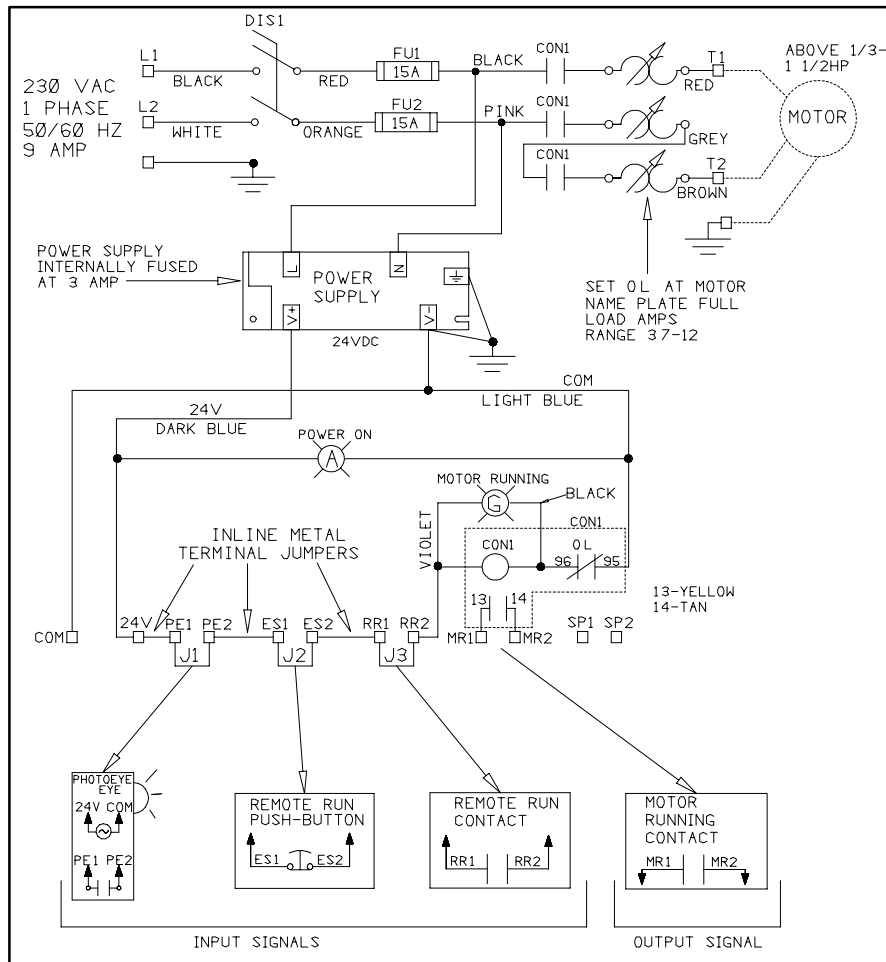 DIS1
L1
BLACK
RED
FU1
15A
BLACK
CON1
T1
RED
ABOVE 1/3-
1 1/2HP
230 VAC
1 PHASE
50/60 HZ
9 AMP
L2
WHITE
ORANGE
FU2
15A
PINK
CON1
GREY
MOTOR
CON1
T2
BROWN
POWER SUPPLY
INTERNALLY FUSED
AT 3 AMP
L
N
POWER
SUPPLY
V+
V-
24VDC
SET OL AT MOTOR
NAME PLATE FULL
LOAD AMPS
RANGE 37-12
COM
LIGHT BLUE
24V
DARK BLUE
POWER ON
A
MOTOR RUNNING
G
BLACK
VIOLET
CON1
INLINE METAL
TERMINAL JUMPERS
CON1
OL
96
95
13
14
13-YELLOW
14-TAN
COM
24V
PE1
PE2
ES1
ES2
RR1
RR2
MR1
MR2
SP1
SP2
J1
J2
J3
PHOTOEYE
EYE
24V COM
PE1 PE2
REMOTE RUN
PUSH-BUTTON
ES1
ES2
REMOTE RUN
CONTACT
RR1
RR2
MOTOR
RUNNING
CONTACT
MR1
MR2
INPUT SIGNALS
OUTPUT SIGNAL